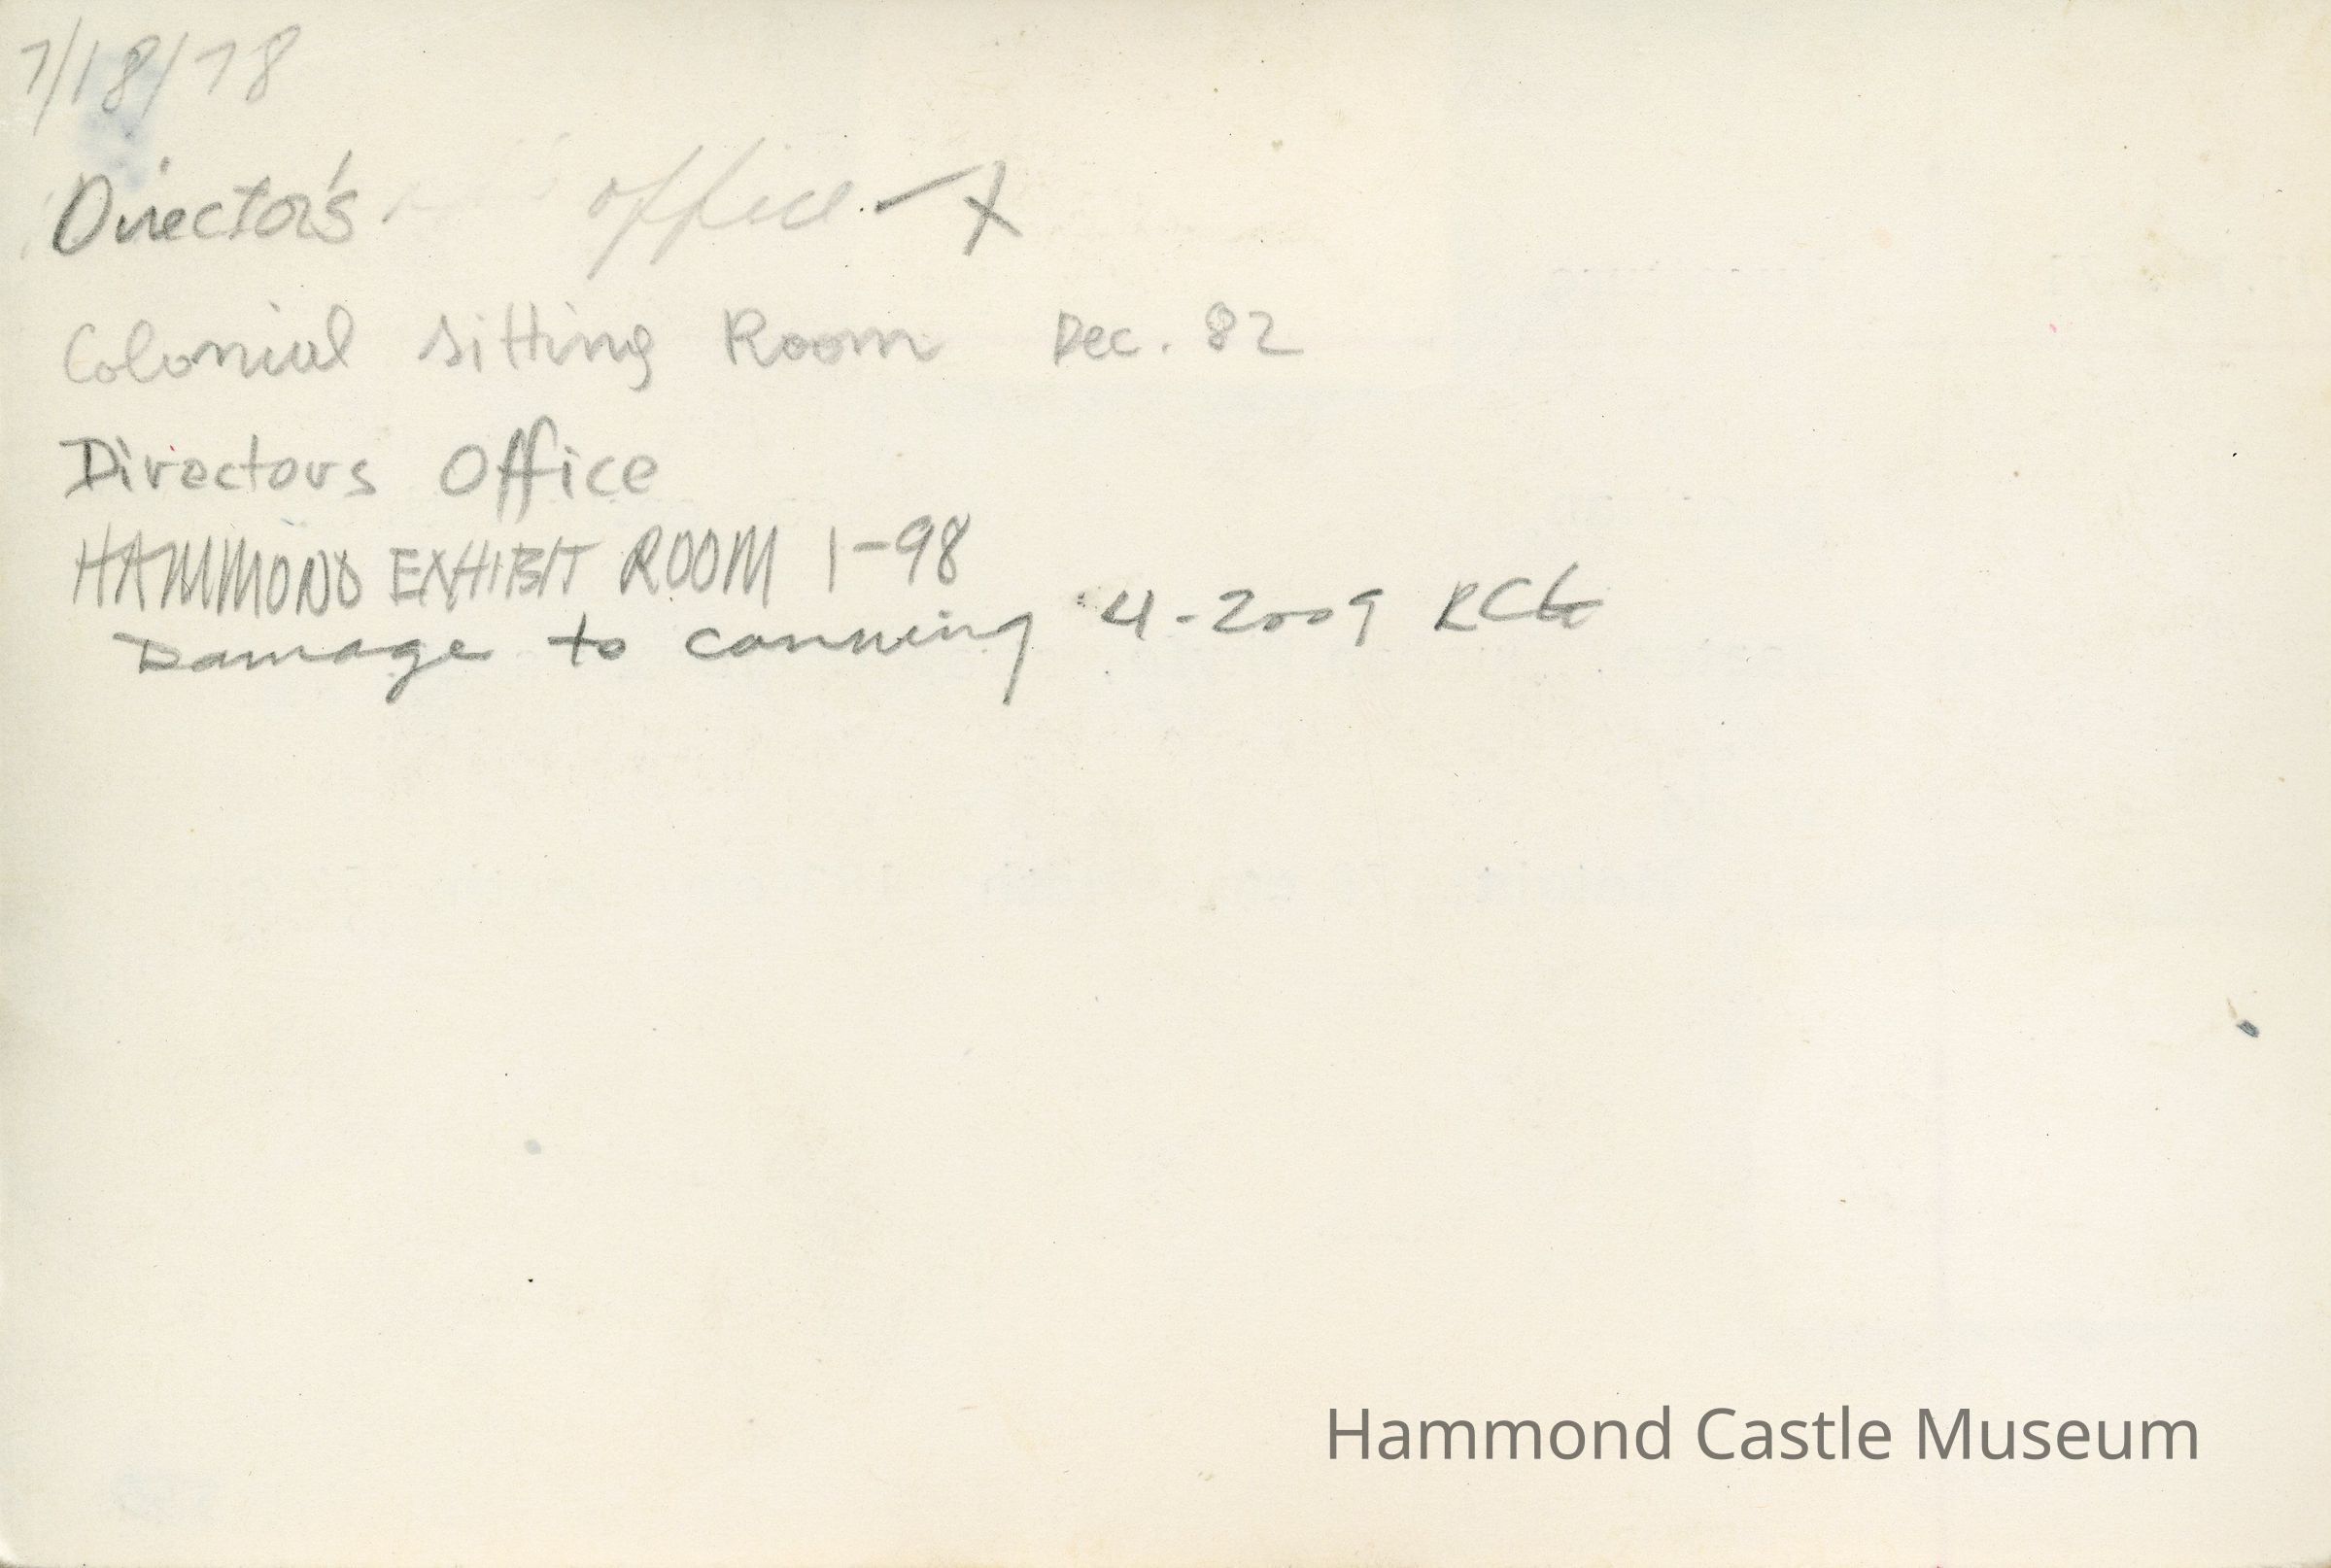 7/18/78
Director's office - X
Colonial Sitting Room Dec. 82
Directors Office
HAMMOND EXHIBIT ROOM 1-98
Damage to canning 4-2009
Hammond Castle Museum